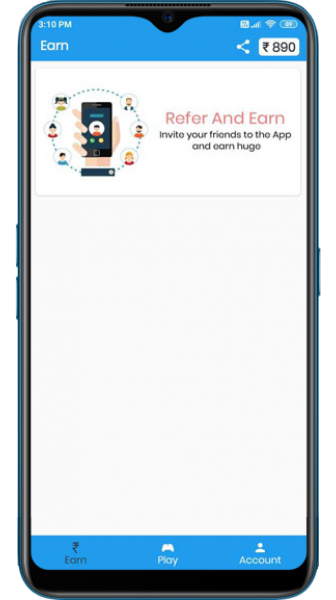 3:10 PM
89
Earn
₹ 890
Refer And Earn
Invite your friends to the App
and earn huge
₹
Earn
Play
Account